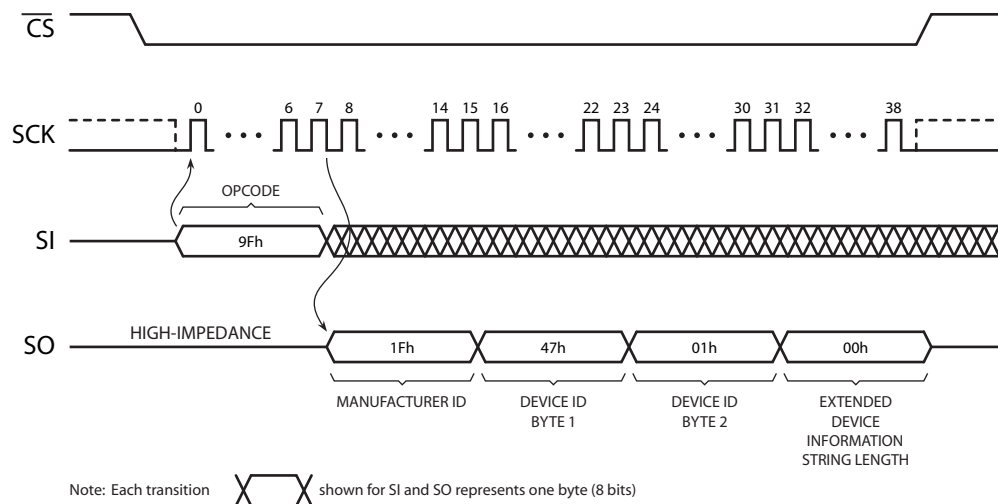 CS
0 6 7 8 14 15 16 22 23 24 30 31 32 38
SCK
OPCODE
SI
9Fh
HIGH-IMPEDANCE
SO
1Fh 47h 01h 00h
MANUFACTURER ID
DEVICE ID
BYTE 1
DEVICE ID
BYTE 2
EXTENDED
DEVICE
INFORMATION
STRING LENGTH
Note: Each transition shown for SI and SO represents one byte (8 bits)